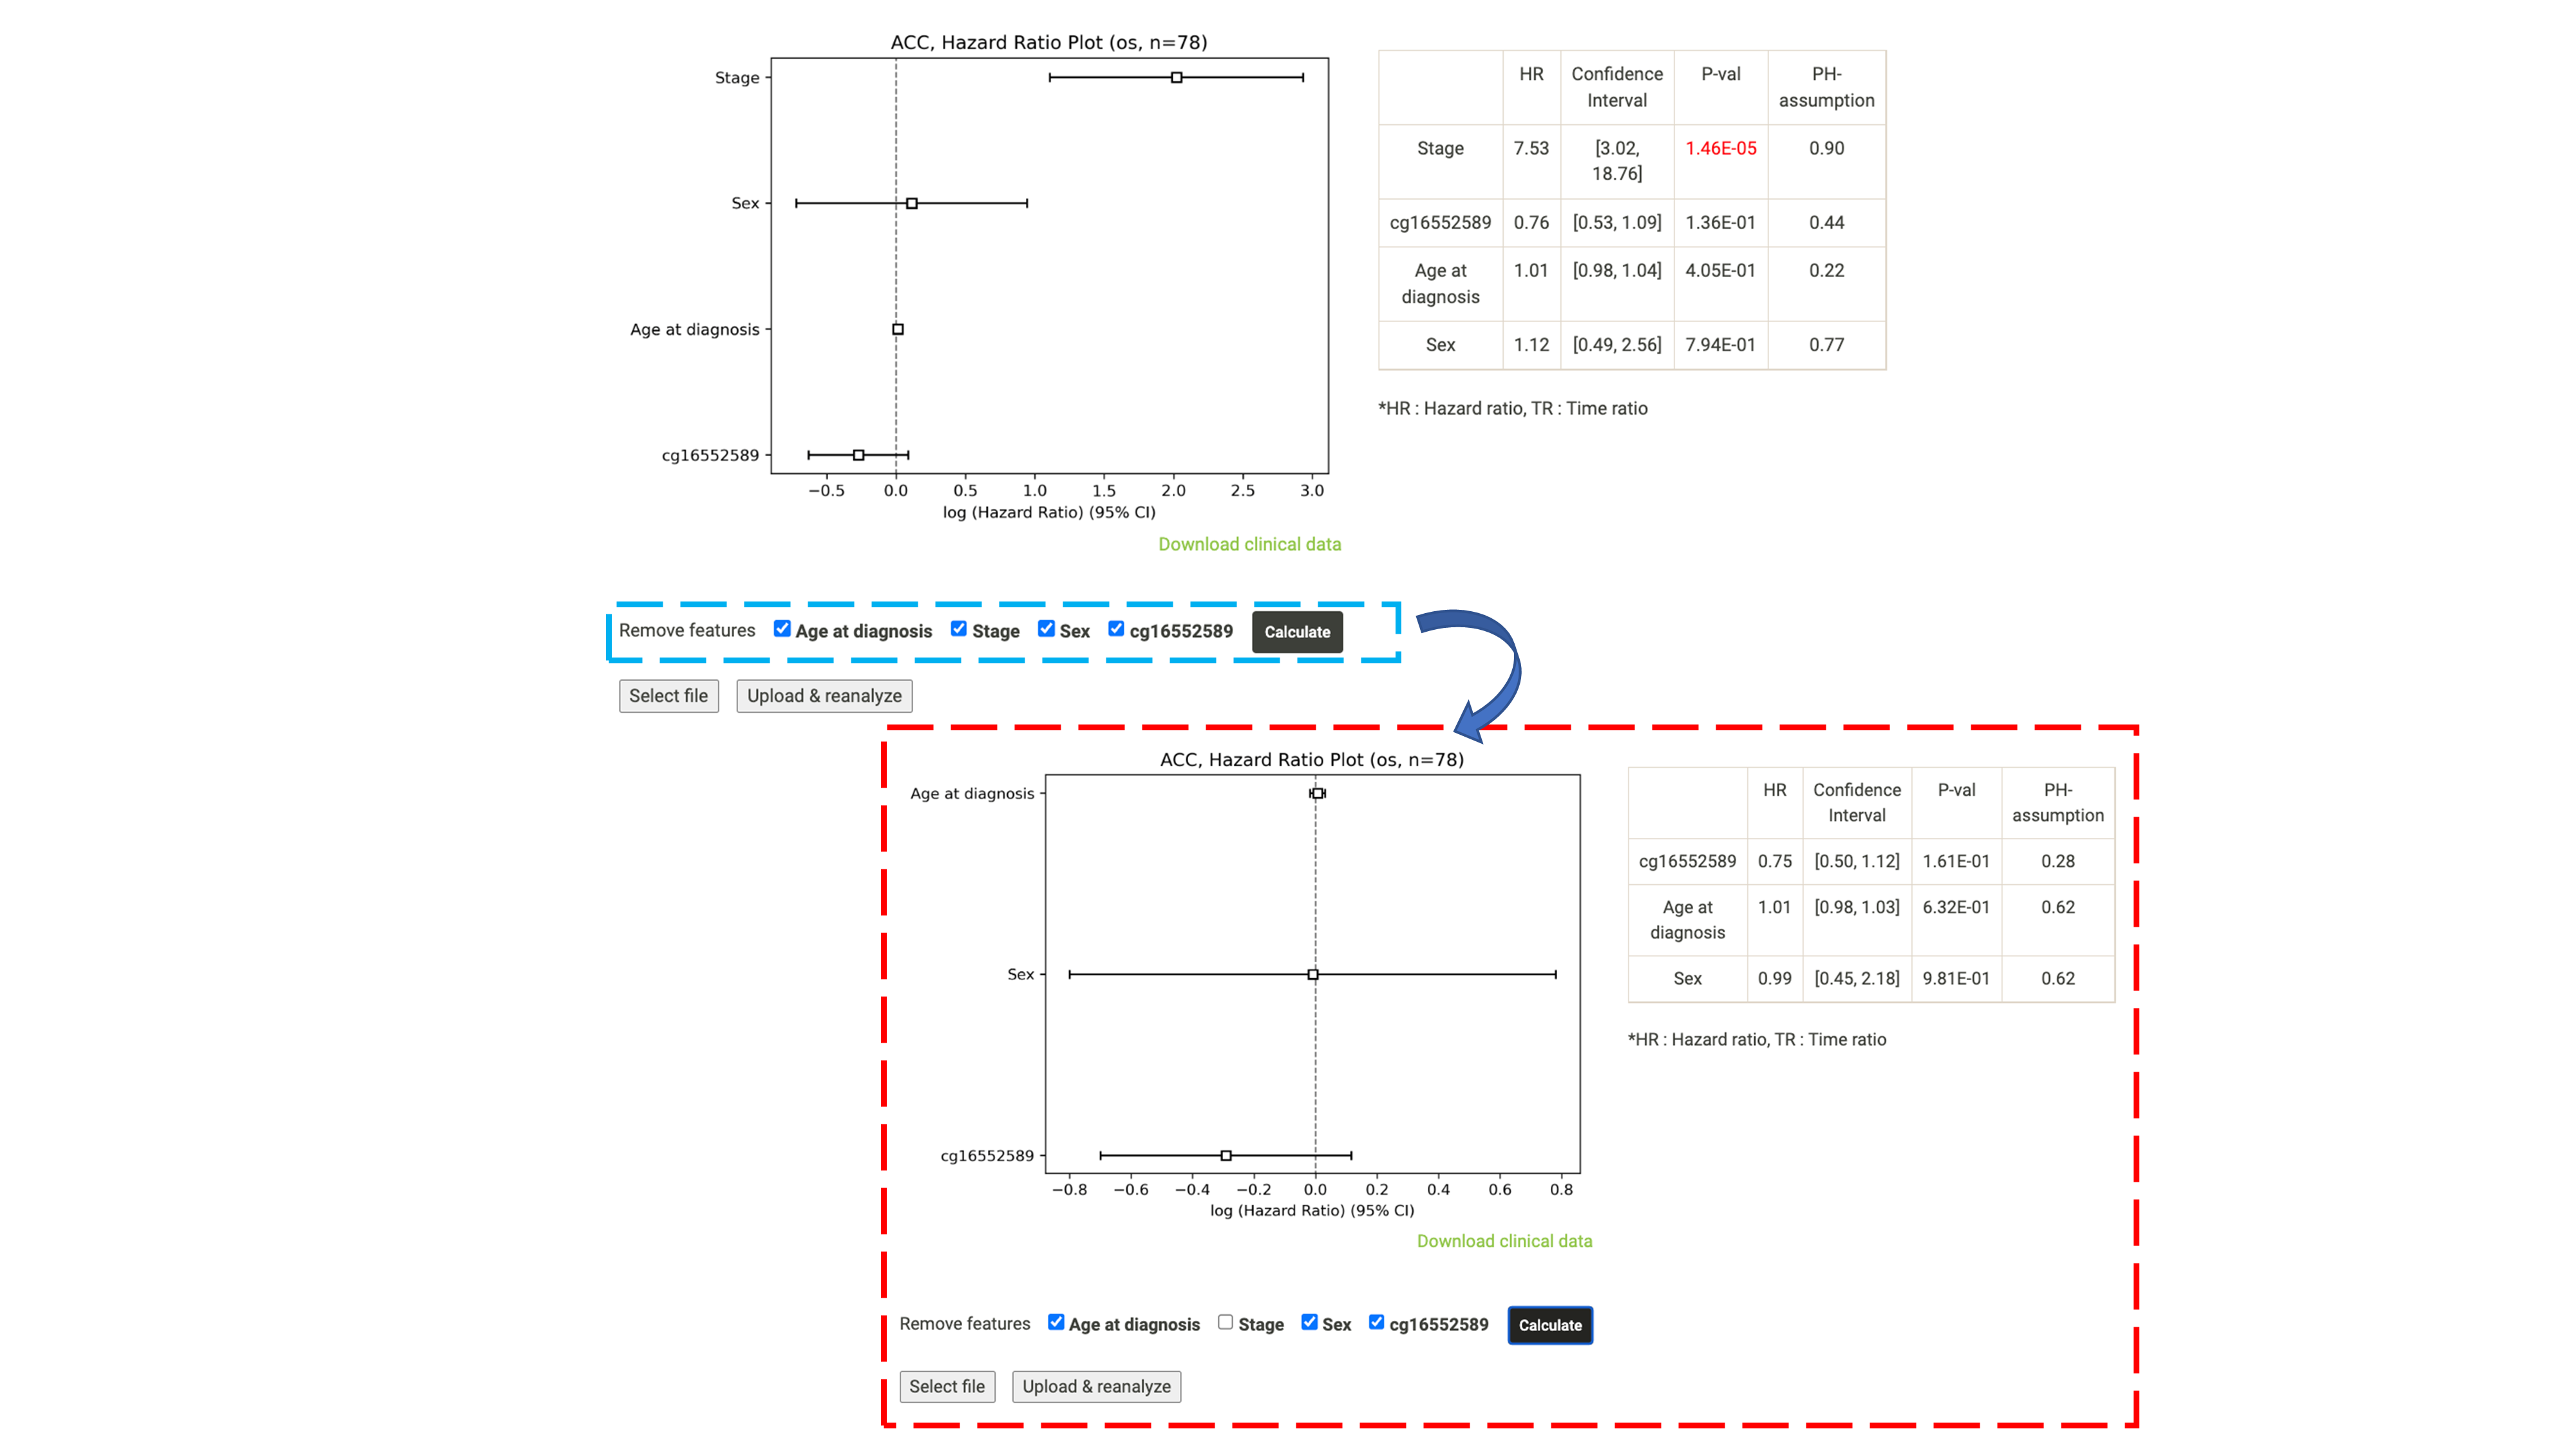 ACC, Hazard Ratio Plot (os, n=78)
Stage
Sex
Age at diagnosis
cg16552589
−0.5 0.0 0.5 1.0 1.5 2.0 2.5 3.0
log (Hazard Ratio) (95% CI)
Download clinical data
HR Confidence Interval P-val PH-assumption
Stage 7.53 [3.02, 18.76] 1.46E-05 0.90
cg16552589 0.76 [0.53, 1.09] 1.36E-01 0.44
Age at diagnosis 1.01 [0.98, 1.04] 4.05E-01 0.22
Sex 1.12 [0.49, 2.56] 7.94E-01 0.77
*HR : Hazard ratio, TR : Time ratio
Remove features Age at diagnosis Stage Sex cg16552589 Calculate
Select file Upload & reanalyze
ACC, Hazard Ratio Plot (os, n=78)
Age at diagnosis
Sex
cg16552589
−0.8 −0.6 −0.4 −0.2 0.0 0.2 0.4 0.6 0.8
log (Hazard Ratio) (95% CI)
Download clinical data
HR Confidence Interval P-val PH-assumption
cg16552589 0.75 [0.50, 1.12] 1.61E-01 0.28
Age at diagnosis 1.01 [0.98, 1.03] 6.32E-01 0.62
Sex 0.99 [0.45, 2.18] 9.81E-01 0.62
*HR : Hazard ratio, TR : Time ratio
Remove features Age at diagnosis Stage Sex cg16552589 Calculate
Select file Upload & reanalyze